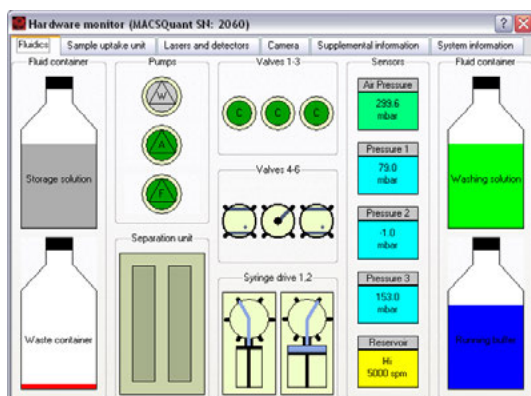 Hardware monitor (MACSQuant SN: 2060)
Fluidics
Sample uptake unit
Lasers and detectors
Camera
Supplemental information
System information
Fluid container
Storage solution
Waste container
Pumps
W
A
F
Separation unit
Valves 1-3
C C C
Valves 4-6
Syringe drive 1,2
Sensors
Air Pressure
299.6
mbar
Pressure 1
79.0
mbar
Pressure 2
-1.0
mbar
Pressure 3
153.0
mbar
Reservoir
Hi
5000 spm
Fluid container
Washing solution
Running buffer